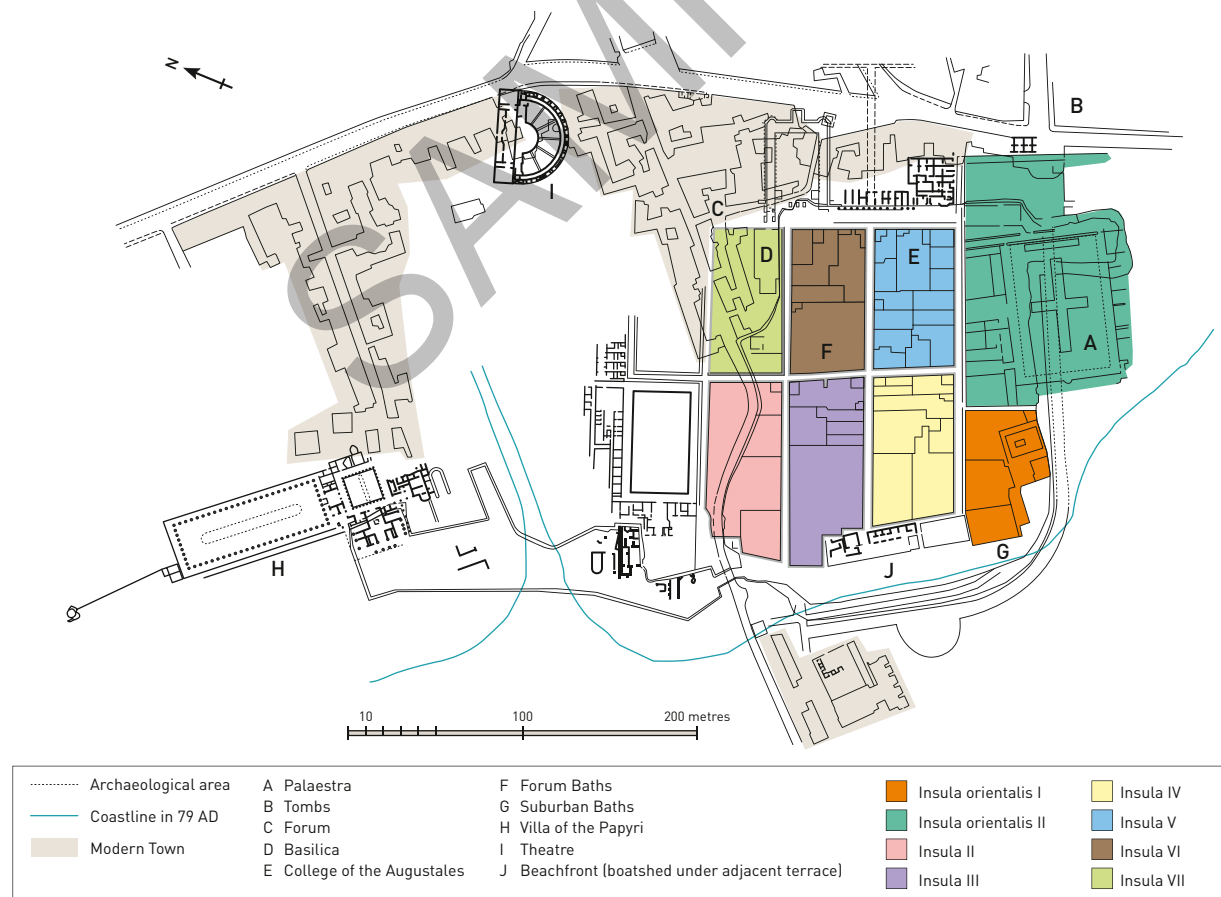 SAM
N
B
I
C
D
E
F
A
H
G
J
10 100 200 metres
Archaeological area
Coastline in 79 AD
Modern Town
A Palaestra
B Tombs
C Forum
D Basilica
E College of the Augustales
F Forum Baths
G Suburban Baths
H Villa of the Papyri
I Theatre
J Beachfront (boatshed under adjacent terrace)
Insula orientalis I
Insula orientalis II
Insula II
Insula III
Insula IV
Insula V
Insula VI
Insula VII